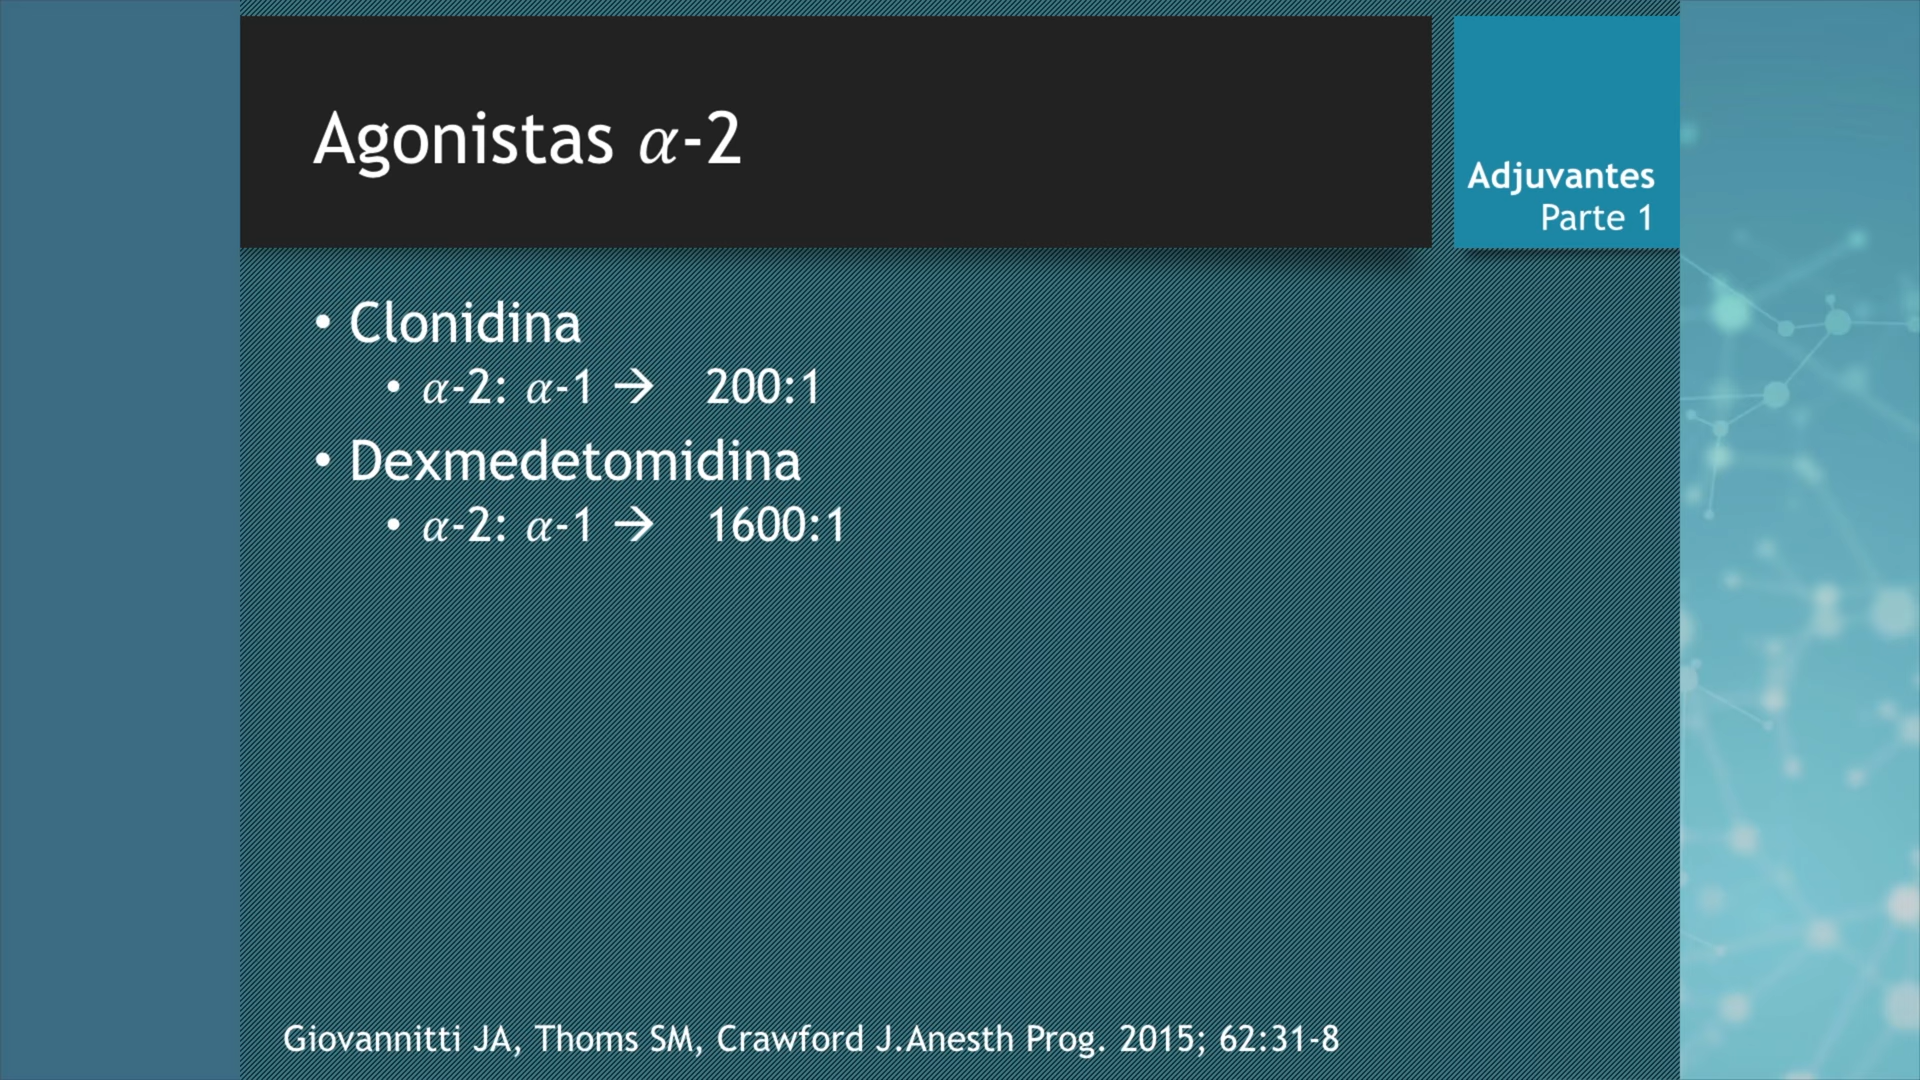 Agonistas α-2
Adjuvantes
Parte 1
• Clonidina
• α-2: α-1 → 200:1
• Dexmedetomidina
• α-2: α-1 → 1600:1
Giovannitti JA, Thoms SM, Crawford J.Anesth Prog. 2015; 62:31-8